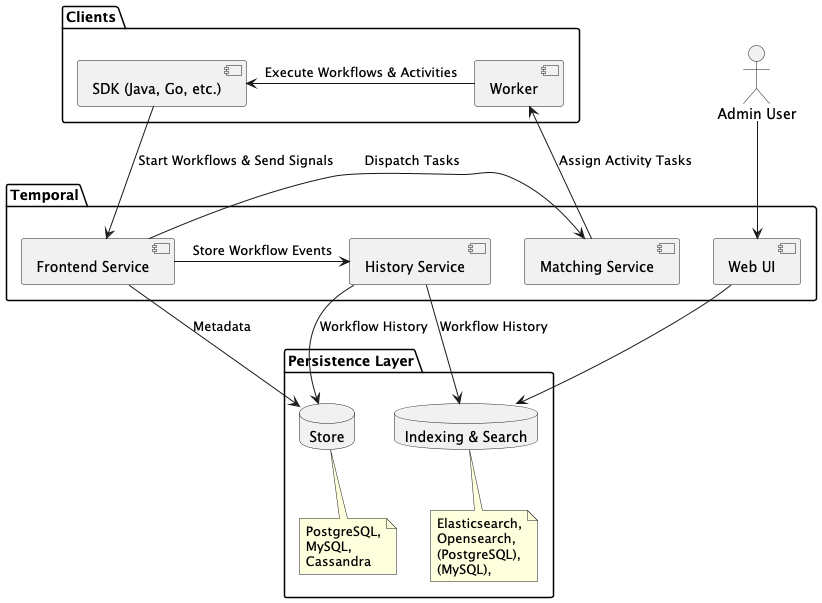 Clients
SDK (Java, Go, etc.)
Execute Workflows & Activities
Worker
Admin User
Start Workflows & Send Signals
Dispatch Tasks
Assign Activity Tasks
Temporal
Frontend Service
Store Workflow Events
History Service
Matching Service
Web UI
Metadata
Workflow History
Workflow History
Persistence Layer
Store
Indexing & Search
PostgreSQL,
MySQL,
Cassandra
Elasticsearch,
Opensearch,
(PostgreSQL),
(MySQL),